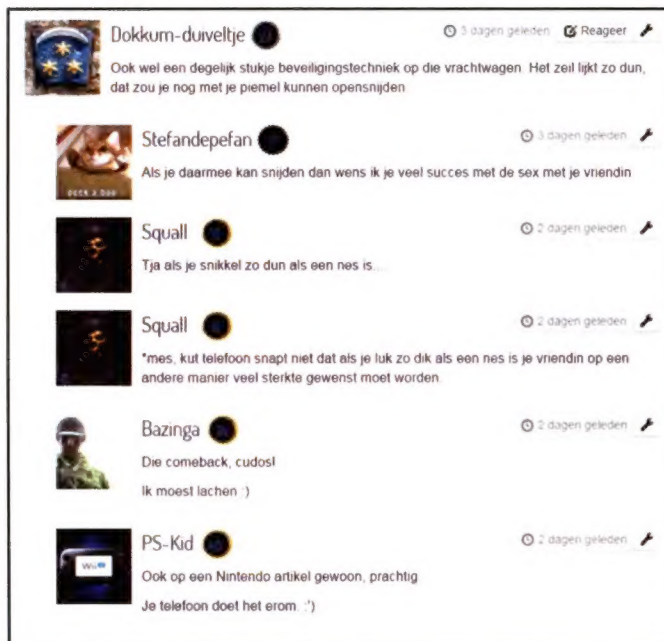 Dokkum-duiveltje
3 dagen geleden Reageer
Ook wel een degelijk stukje beveiligingstechniek op die vrachtwagen. Het zeil lijkt zo dun,
dat zou je nog met je piemel kunnen opensnijden
Stefandepefan
3 dagen geleden
PEEK A BOO
Als je daarmee kan snijden dan wens ik je veel succes met de sex met je vriendin
Squall
2 dagen geleden
Tja als je snikkel zo dun als een nes is...
Squall
2 dagen geleden
*mes, kut telefoon snapt niet dat als je luk zo dik als een nes is je vriendin op een
andere manier veel sterkte gewenst moet worden.
Bazinga
2 dagen geleden
Die comeback, cudos!
Ik moest lachen :)
PS-Kid
2 dagen geleden
Wii U
Ook op een Nintendo artikel gewoon, prachtig
Je telefoon doet het erom. :')